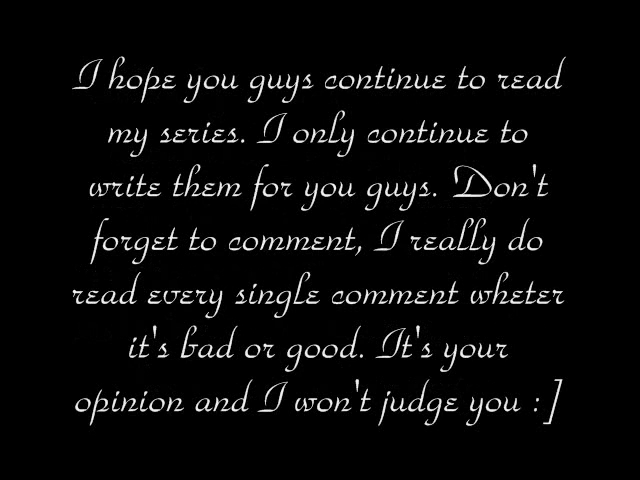 I hope you guys continue to read
my series. I only continue to
write them for you guys. Don't
forget to comment, I really do
read every single comment wheter
it's bad or good. It's your
opinion and I won't judge you :]